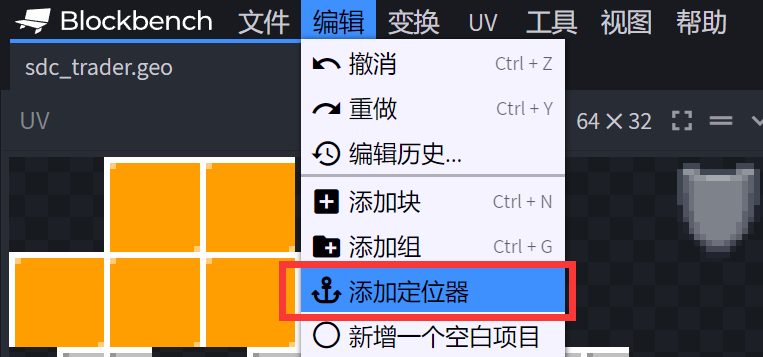 Blockbench 文件 编辑 变换 UV 工具 视图 帮助
sdc_trader.geo
UV
64×32
撤消 Ctrl + Z
重做 Ctrl + Y
编辑历史...
添加块 Ctrl + N
添加组 Ctrl + G
添加定位器
新增一个空白项目